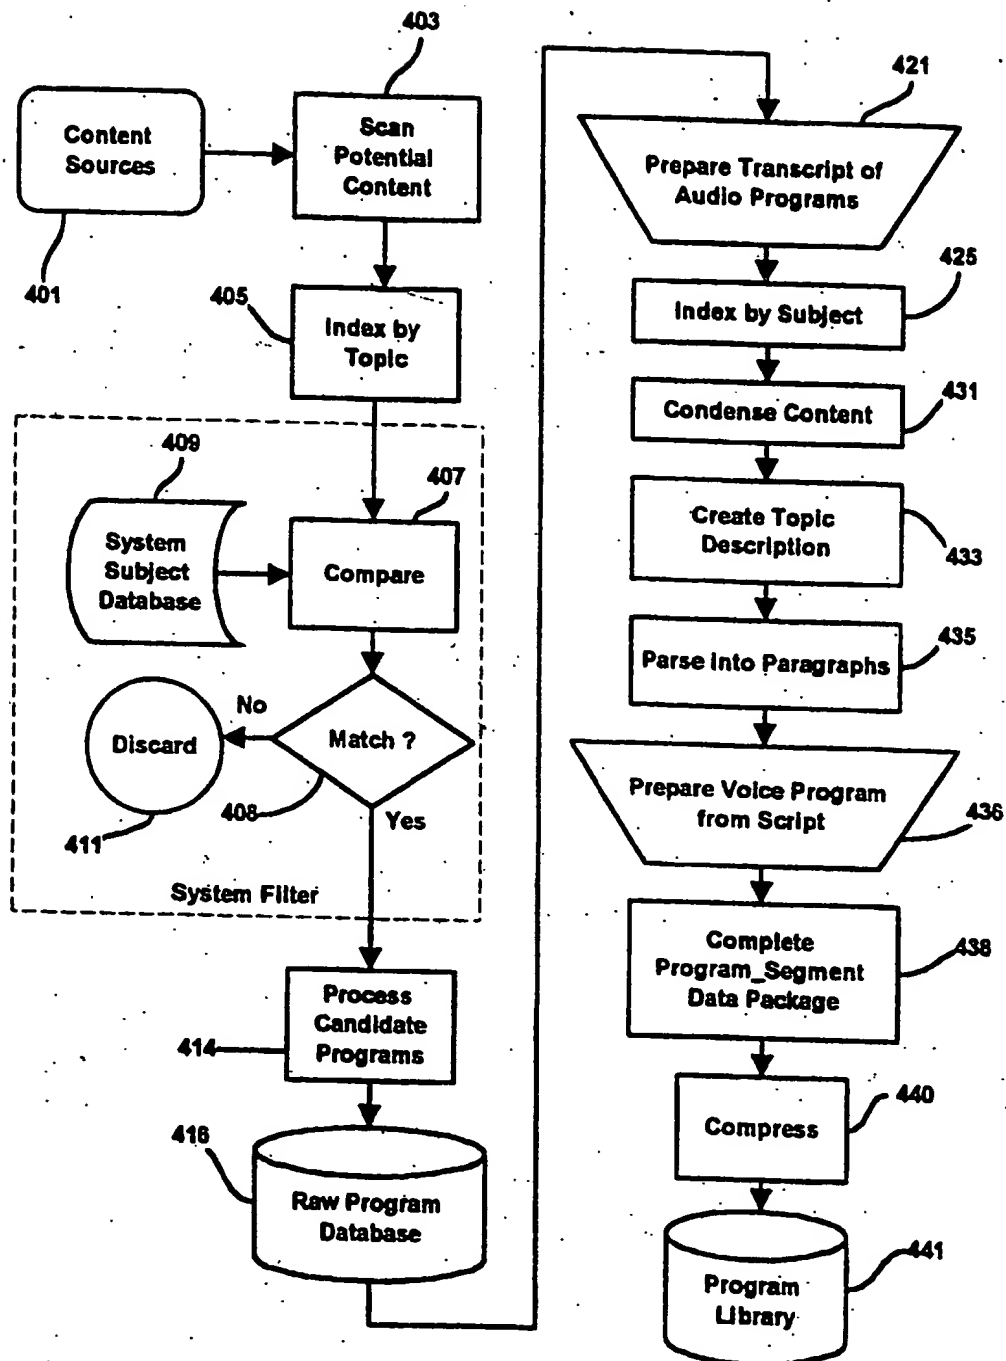 403
Content
Sources
401
Scan
Potential
Content
405
Index by
Topic
409
System
Subject
Database
407
Compare
No
Discard
Match ?
411
408
Yes
System Filter
414
Process
Candidate
Programs
416
Raw Program
Database
421
Prepare Transcript of
Audio Programs
425
Index by Subject
431
Condense Content
Create Topic
Description
433
435
Parse into Paragraphs
Prepare Voice Program
from Script
436
Complete
Program_Segment
Data Package
438
440
Compress
441
Program
Library